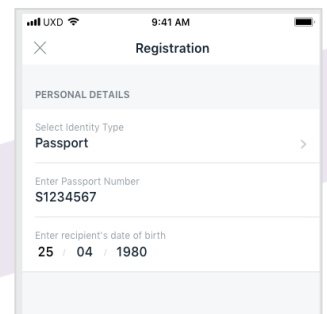 UXD 9:41 AM
Registration
PERSONAL DETAILS
Select Identity Type
Passport
Enter Passport Number
S1234567
Enter recipient's date of birth
25 / 04 / 1980